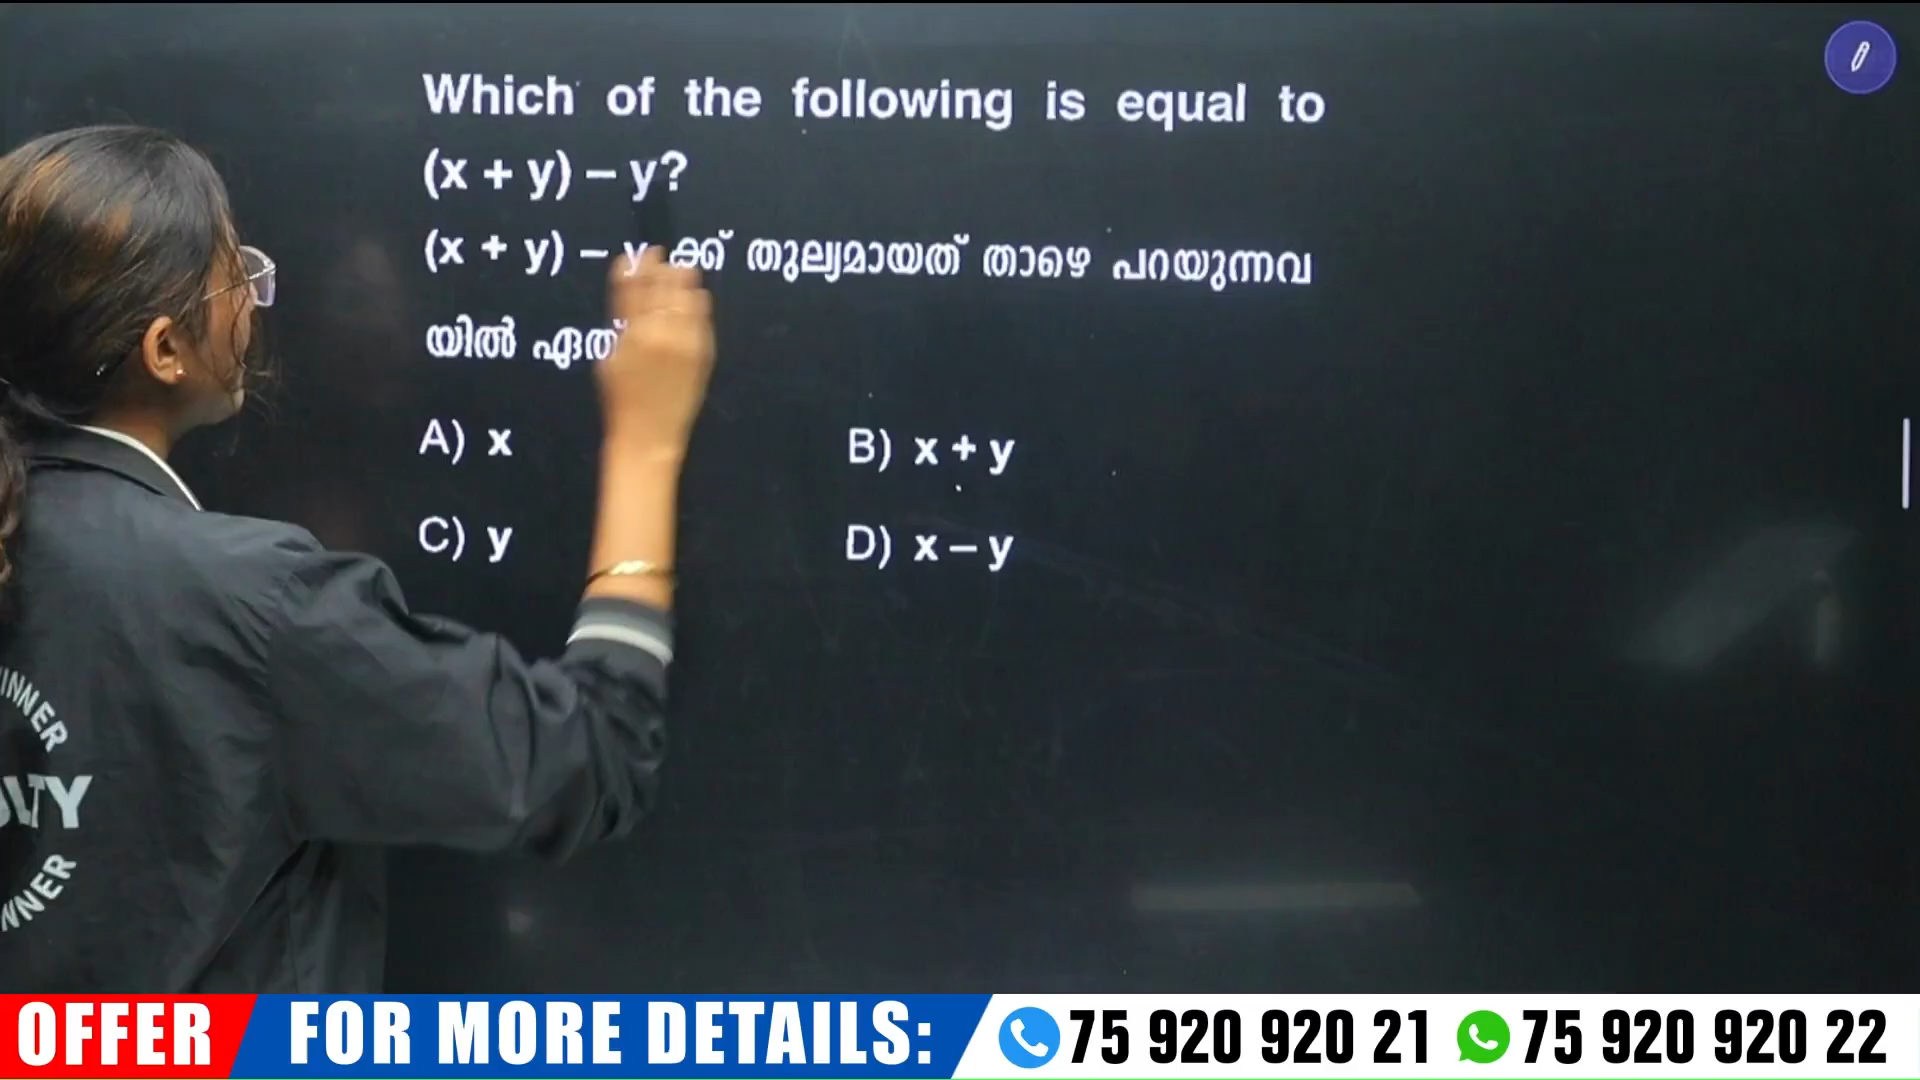 Which of the following is equal to
(x + y) – y?
(x + y) – y ക്ക് തുല്യമായത് താഴെ പറയുന്നവ
യിൽ ഏത്
A) x
B) x + y
C) y
D) x – y
OFFER
FOR MORE DETAILS:
75 920 920 21
75 920 920 22